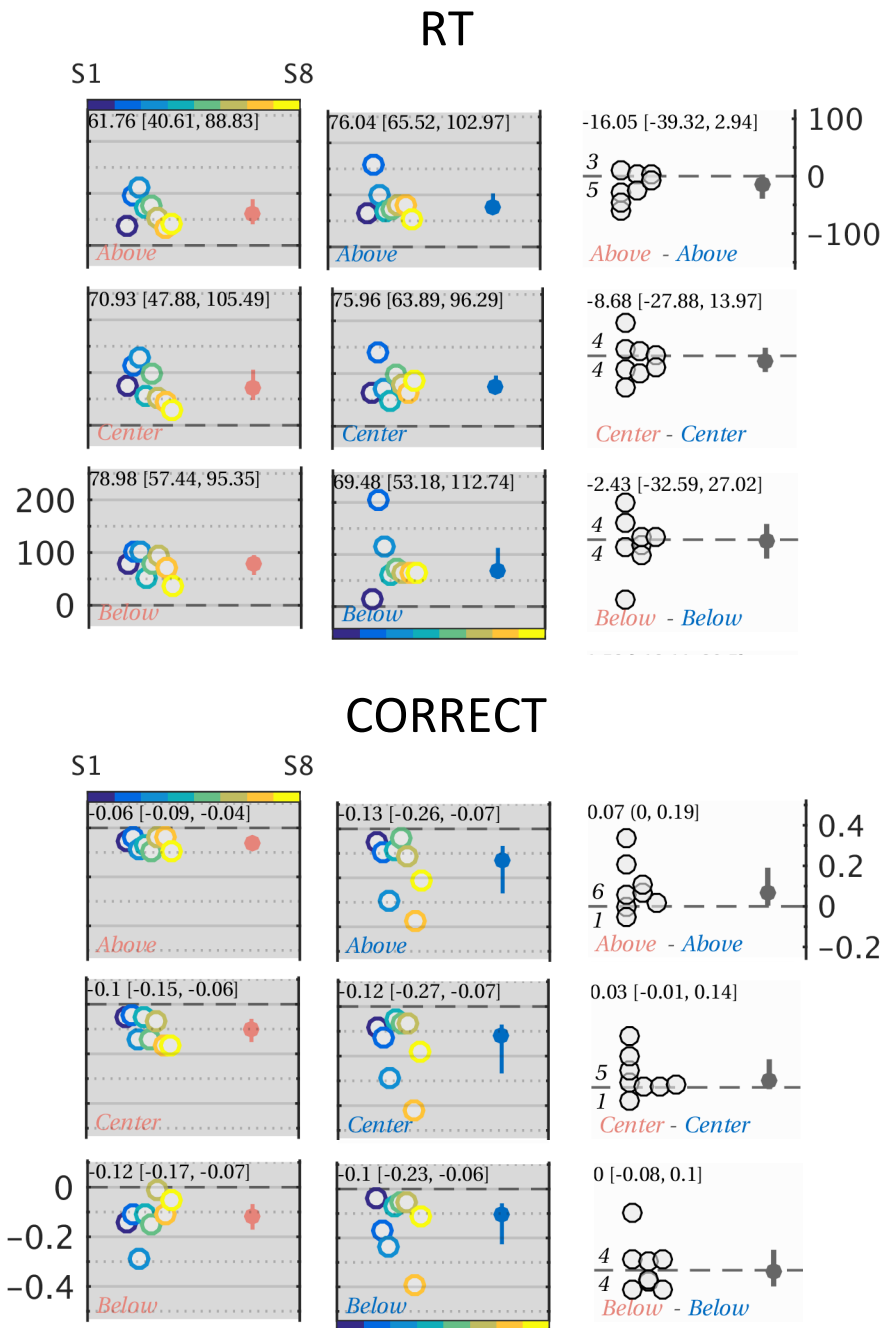 RT
S1 S8
61.76 [40.61, 88.83] 76.04 [65.52, 102.97] -16.05 [-39.32, 2.94] 100
3 0
5
-100
Above Above Above - Above
70.93 [47.88, 105.49] 75.96 [63.89, 96.29] -8.68 [-27.88, 13.97]
4
4
Center Center Center - Center
78.98 [57.44, 95.35] 69.48 [53.18, 112.74] -2.43 [-32.59, 27.02]
200
100 4
4
0
Below Below Below - Below
CORRECT
S1 S8
-0.06 [-0.09, -0.04] -0.13 [-0.26, -0.07] 0.07 (0, 0.19]
0.4
0.2
6 0
1
Above Above Above - Above -0.2
-0.1 [-0.15, -0.06] -0.12 [-0.27, -0.07] 0.03 [-0.01, 0.14]
5
1
Center Center Center - Center
-0.12 [-0.17, -0.07] -0.1 [-0.23, -0.06] 0 [-0.08, 0.1]
0
-0.2 4
4
-0.4
Below Below Below - Below